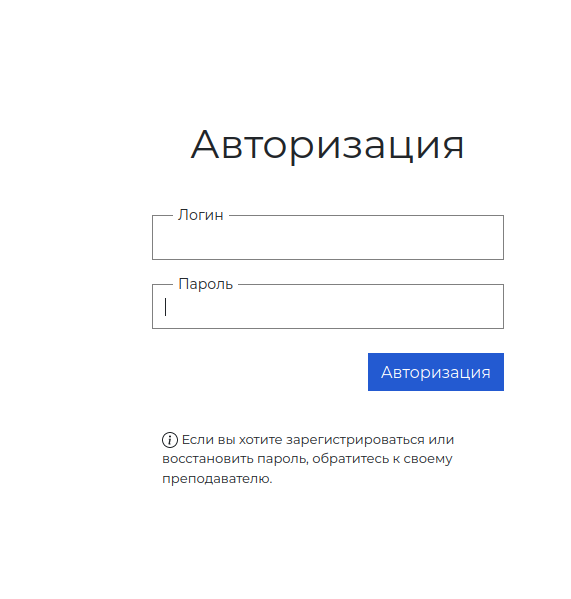 Авторизация
Логин
Пароль
Авторизация
Если вы хотите зарегистрироваться или
восстановить пароль, обратитесь к своему
преподавателю.